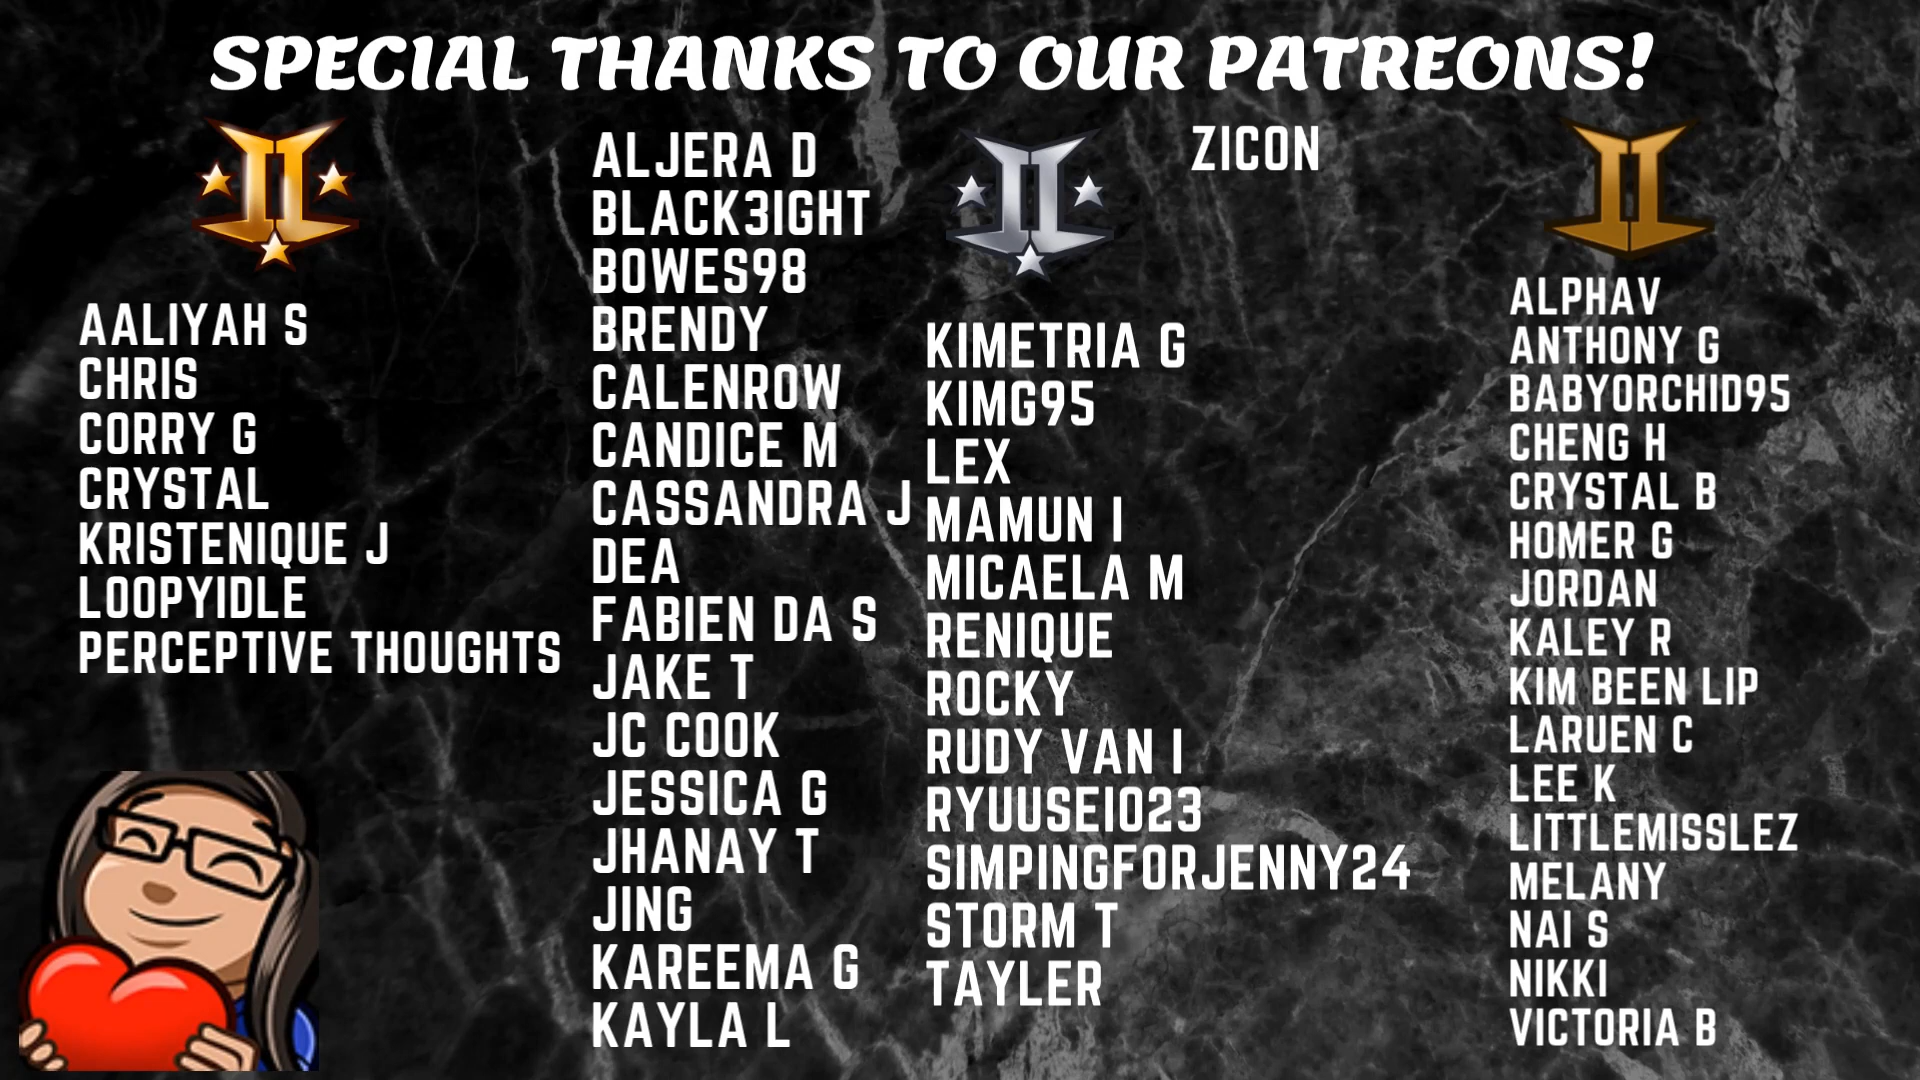 SPECIAL THANKS TO OUR PATREONS!
AALIYAH S
CHRIS
CORRY G
CRYSTAL
KRISTENIQUE J
LOOPYIDLE
PERCEPTIVE THOUGHTS
ALJERA D
BLACK3IGHT
BOWES98
BRENDY
CALENROW
CANDICE M
CASSANDRA J
DEA
FABIEN DA S
JAKE T
JC COOK
JESSICA G
JHANAY T
JING
KAREEMA G
KAYLA L
KIMETRIA G
KIMG95
LEX
MAMUN I
MICAELA M
RENIQUE
ROCKY
RUDY VAN I
RYUUSEI023
SIMPINGFORJENNY24
STORM T
TAYLER
ZICON
ALPHAV
ANTHONY G
BABYORCHID95
CHENG H
CRYSTAL B
HOMER G
JORDAN
KALEY R
KIM BEEN LIP
LARUEN C
LEE K
LITTLEMISSLEZ
MELANY
NAI S
NIKKI
VICTORIA B